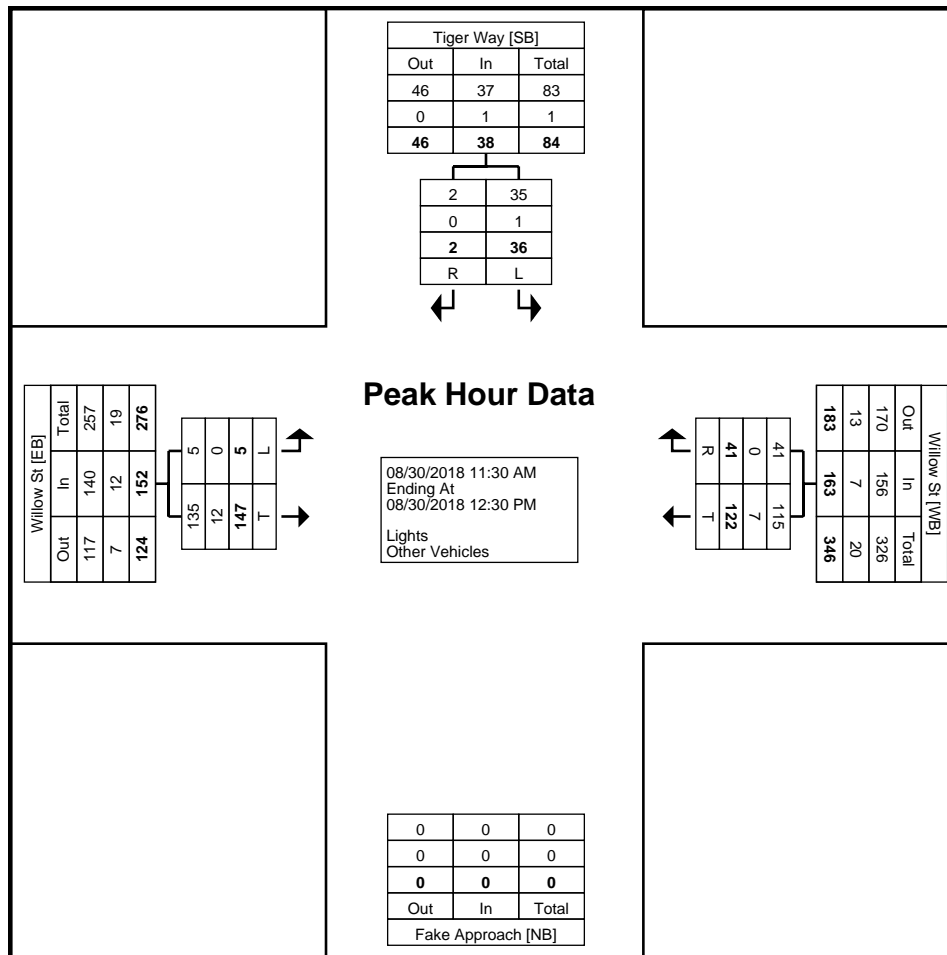 Tiger Way [SB]
Out In Total
46 37 83
0 1 1
46 38 84
2 35
0 1
2 36
R L
Peak Hour Data
Willow St [EB]
Total In Out
257 140 117
19 12 7
276 152 124
5 135
0 12
5 147
L T
08/30/2018 11:30 AM
Ending At
08/30/2018 12:30 PM
Lights
Other Vehicles
Willow St [WB]
Out In Total
170 156 326
13 7 20
183 163 346
41 115
0 7
41 122
R T
0 0 0
0 0 0
0 0 0
Out In Total
Fake Approach [NB]